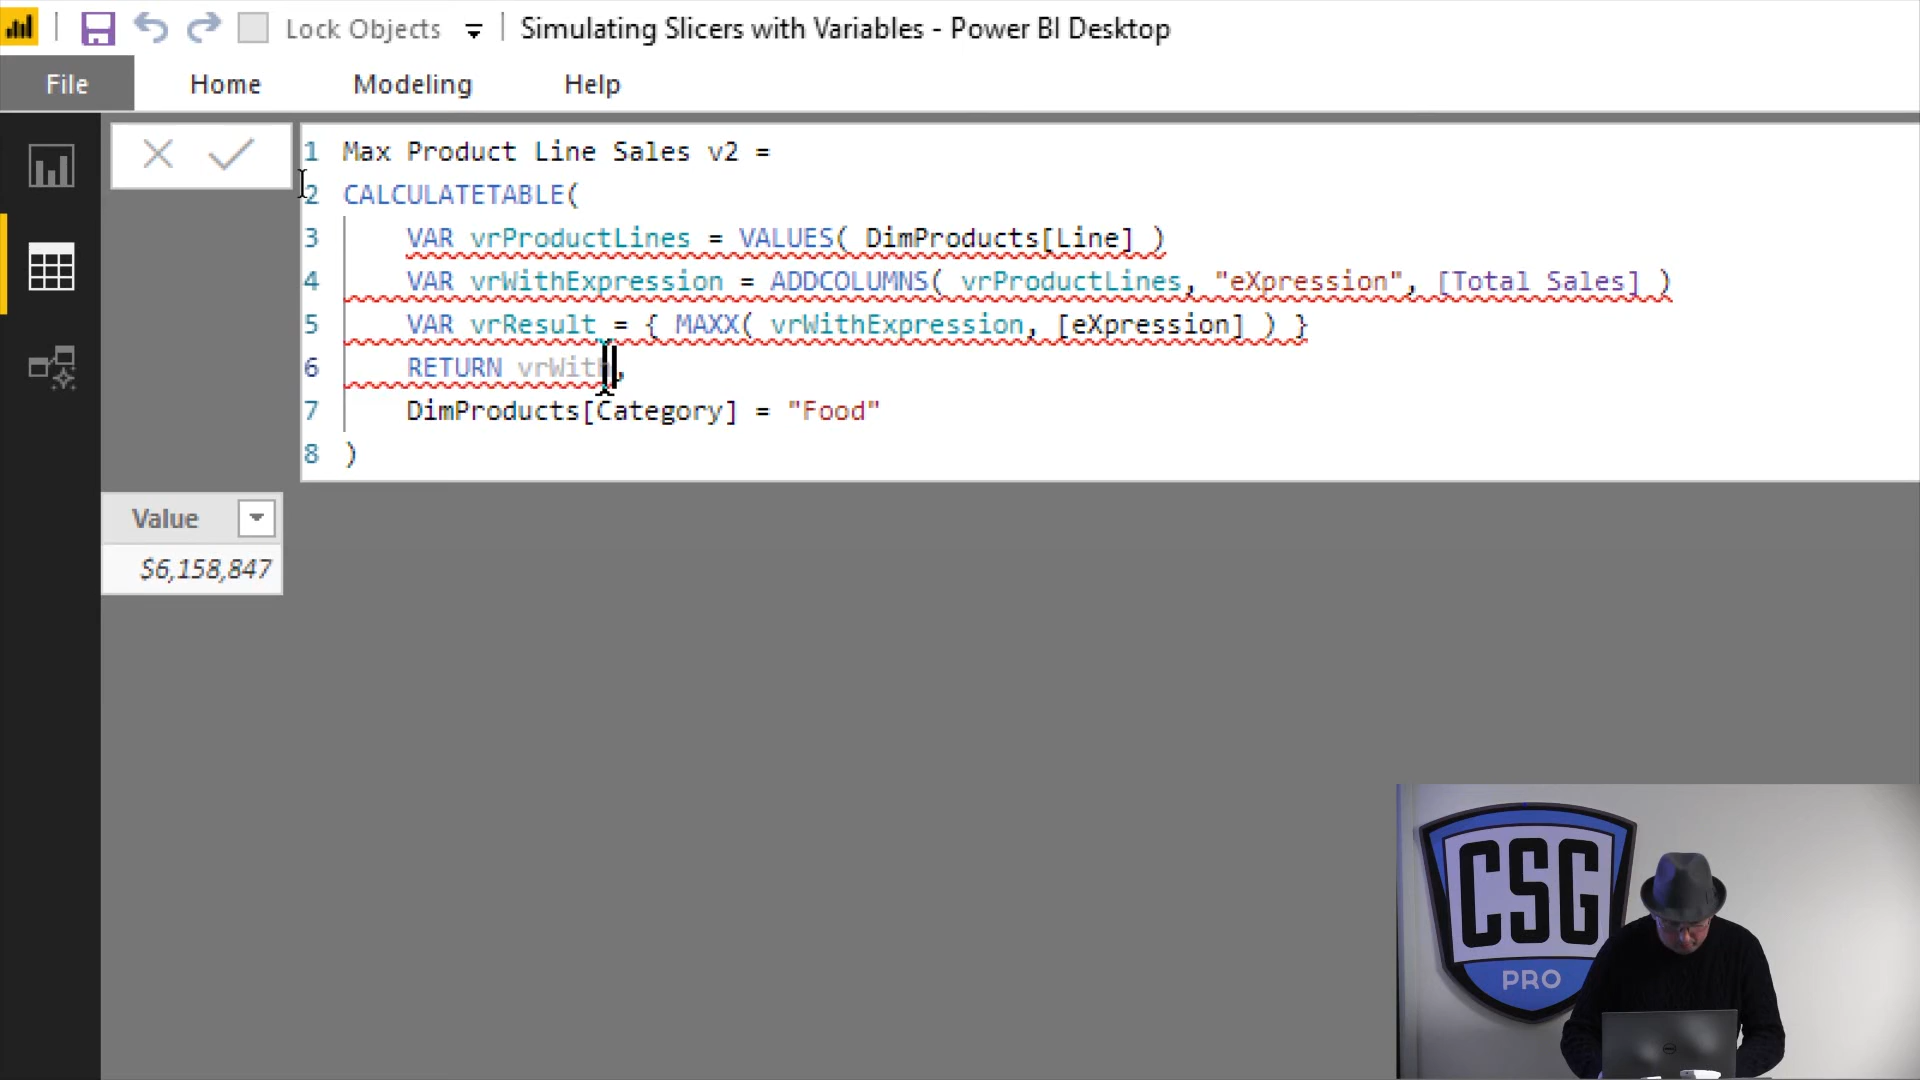 Lock Objects Simulating Slicers with Variables - Power BI Desktop
File Home Modeling Help
1 Max Product Line Sales v2 =
2 CALCULATETABLE(
3 VAR vrProductLines = VALUES( DimProducts[Line] )
4 VAR vrWithExpression = ADDCOLUMNS( vrProductLines, "eXpression", [Total Sales] )
5 VAR vrResult = { MAXX( vrWithExpression, [eXpression] ) }
6 RETURN vrWith,
7 DimProducts[Category] = "Food"
8 )
Value
$6,158,847
CSG
PRO